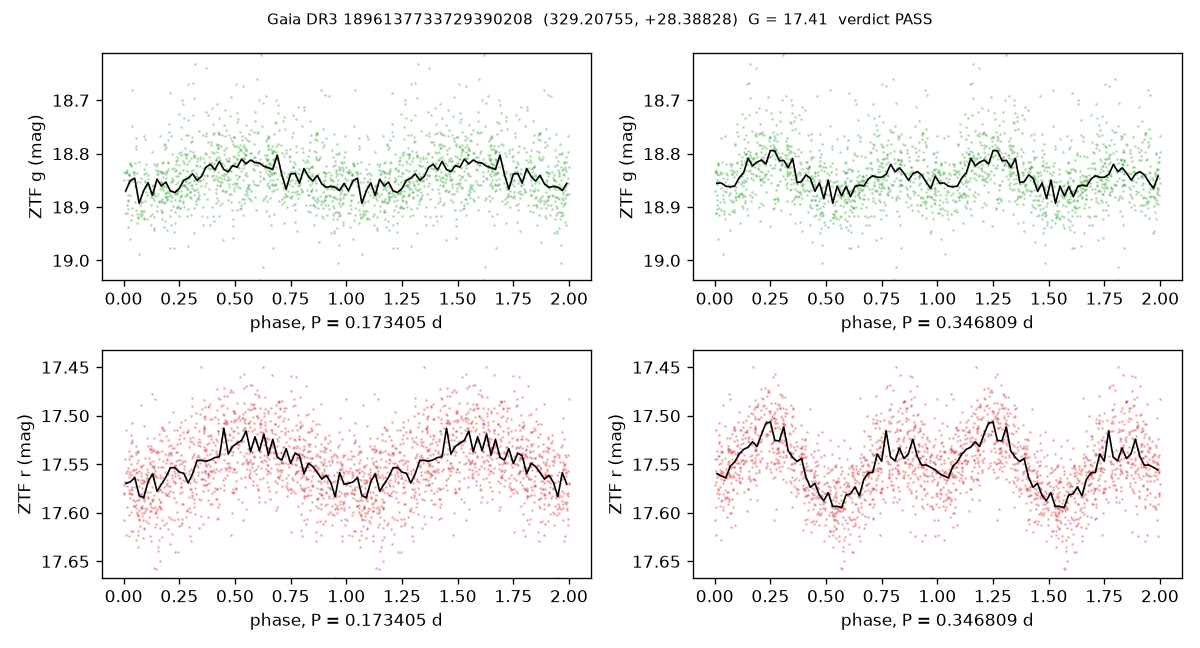 Gaia DR3 1896137733729390208 (329.20755, +28.38828) G = 17.41 verdict PASS
ZTF g (mag)
18.7
18.8
18.9
19.0
0.00 0.25 0.50 0.75 1.00 1.25 1.50 1.75 2.00
phase, P = 0.173405 d
ZTF g (mag)
18.7
18.8
18.9
19.0
0.00 0.25 0.50 0.75 1.00 1.25 1.50 1.75 2.00
phase, P = 0.346809 d
ZTF r (mag)
17.45
17.50
17.55
17.60
17.65
0.00 0.25 0.50 0.75 1.00 1.25 1.50 1.75 2.00
phase, P = 0.173405 d
ZTF r (mag)
17.45
17.50
17.55
17.60
17.65
0.00 0.25 0.50 0.75 1.00 1.25 1.50 1.75 2.00
phase, P = 0.346809 d